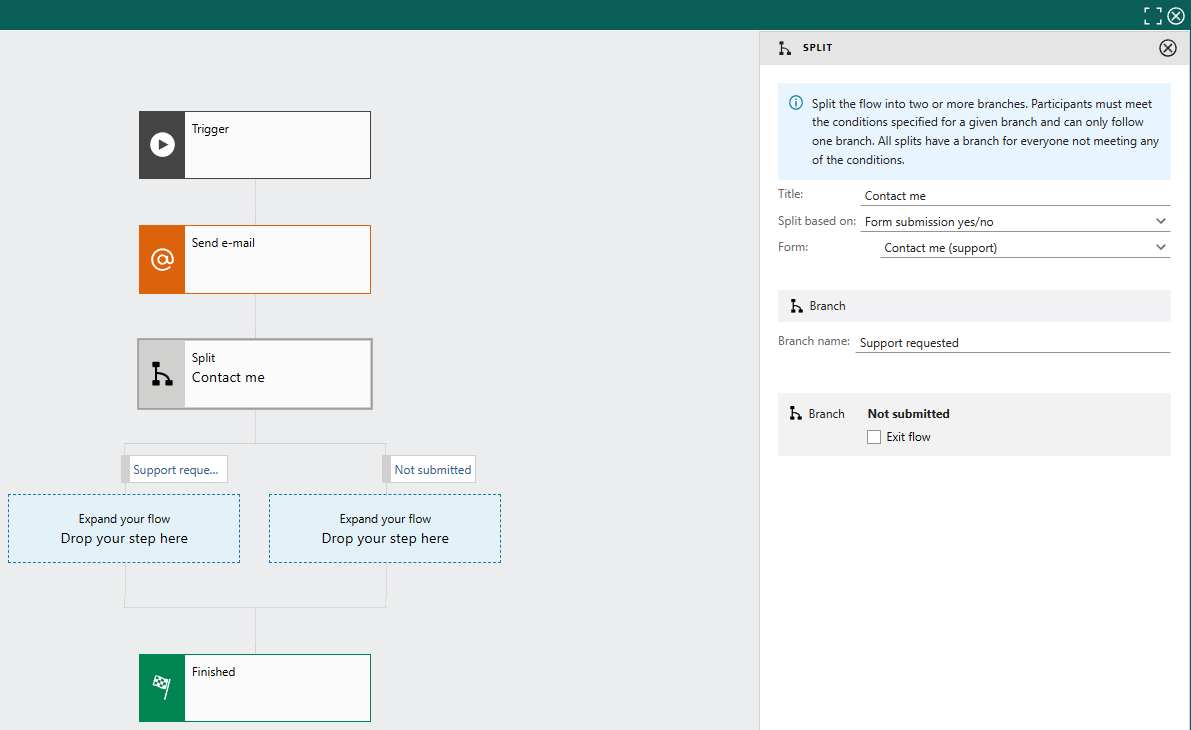 Trigger
Send e-mail
Split
Contact me
Support reque...
Not submitted
Expand your flow
Drop your step here
Expand your flow
Drop your step here
Finished
SPLIT
Split the flow into two or more branches. Participants must meet
the conditions specified for a given branch and can only follow
one branch. All splits have a branch for everyone not meeting any
of the conditions.
Title: Contact me
Split based on: Form submission yes/no
Form: Contact me (support)
Branch
Branch name: Support requested
Branch Not submitted
Exit flow